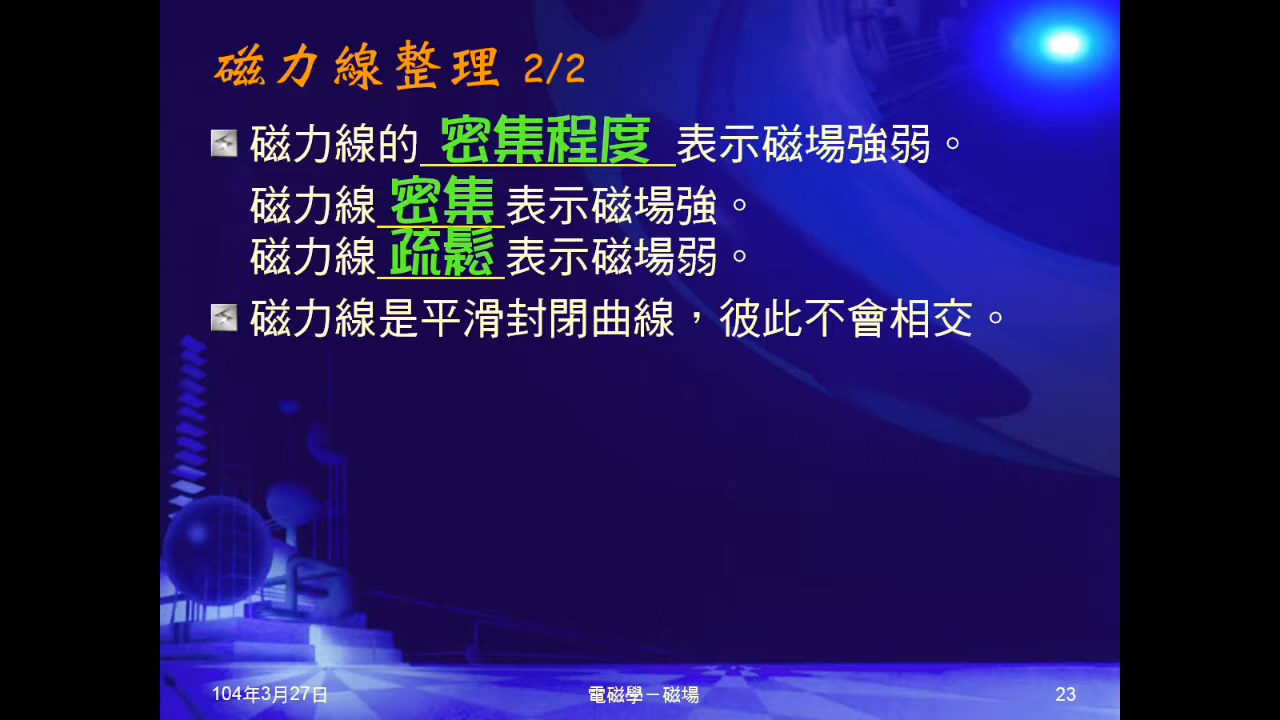 磁力線整理 2/2
磁力線的密集程度表示磁場強弱。
磁力線密集表示磁場強。
磁力線疏鬆表示磁場弱。
磁力線是平滑封閉曲線，彼此不會相交。
104年3月27日 電磁學－磁場 23